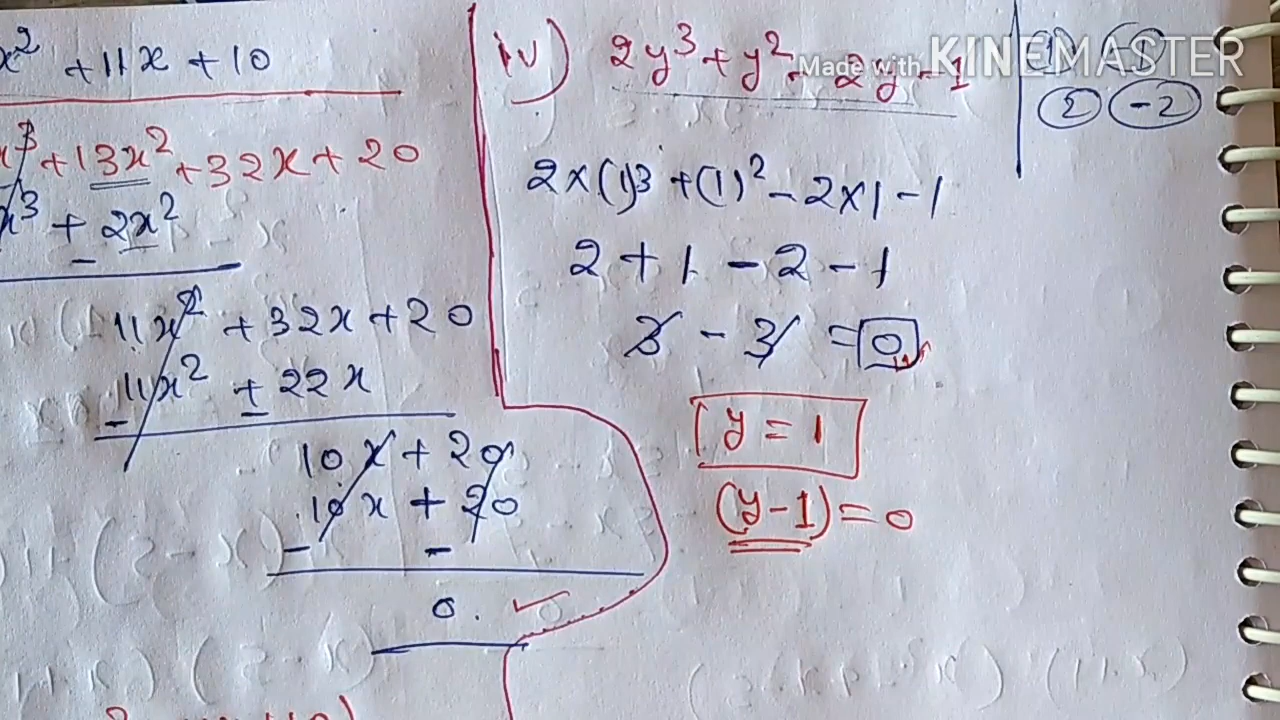 x² + 11x + 10
x³ + 13x² + 32x + 20
x³ + 2x²
-
11x² + 32x + 20
11x² + 22x
- -
10x + 20
10x + 20
- -
0.
iv) 2y³ + y² - 2y - 1
2×(1)3 + (1)² - 2×1 - 1
2 + 1 - 2 - 1
3 - 3 = 0
y = 1
(y-1) = 0
1 -1
2 -2
Made with KINEMASTER